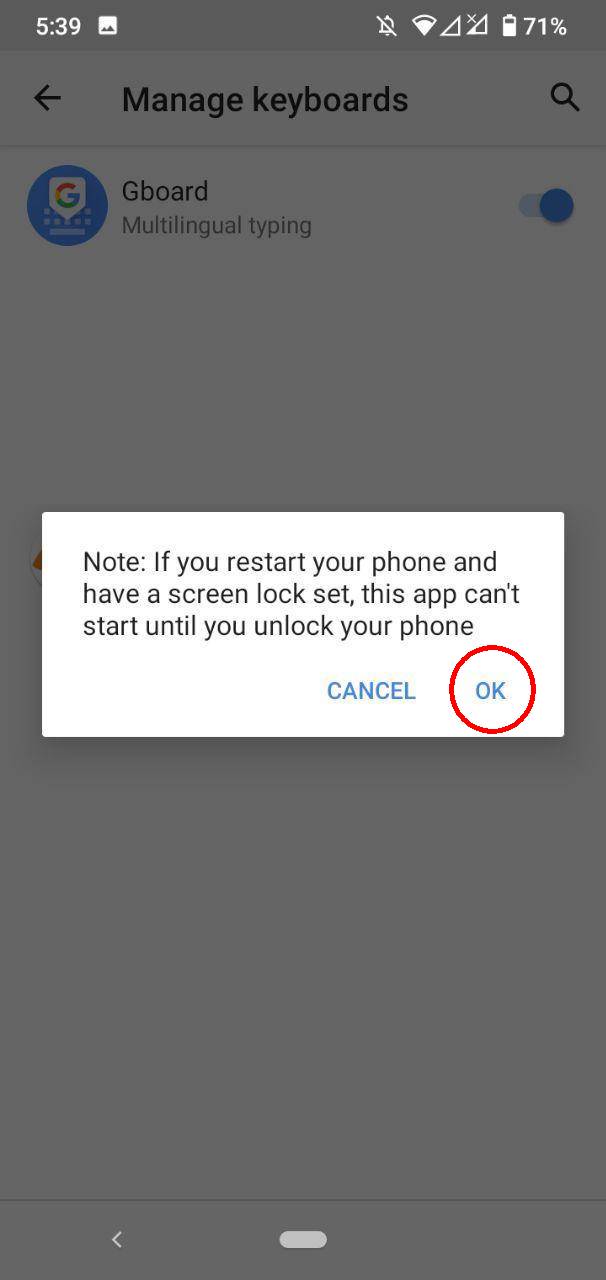 5:39
71%
Manage keyboards
Gboard
Multilingual typing
Note: If you restart your phone and
have a screen lock set, this app can't
start until you unlock your phone
CANCEL OK